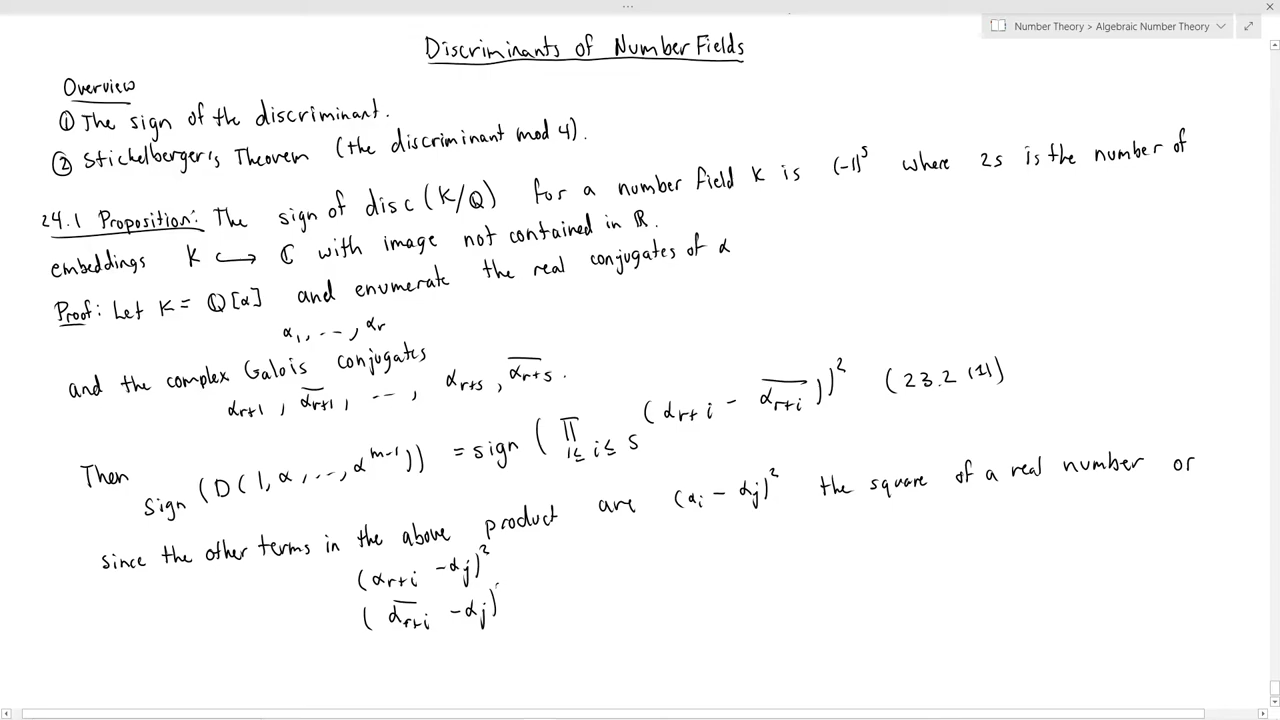 Number Theory > Algebraic Number Theory
Discriminants of Number Fields
Overview
① The sign of the discriminant.
② Stickelberger's Theorem (the discriminant mod 4).
24.1 Proposition: The sign of disc (K/ℚ) for a number field K is (-1)^s where 2s is the number of
embeddings K ↪ ℂ with image not contained in ℝ.
Proof: Let K = ℚ[α] and enumerate the real conjugates of α
α₁, ..., αᵣ
and the complex Galois conjugates
α_{r+1}, \overline{α_{r+1}}, ..., α_{r+s}, \overline{α_{r+s}}.
Then sign (D(1, α, ..., α^{m-1})) = sign (∏_{1≤i≤s} (α_{r+i} - \overline{α_{r+i}}))² (23.2 (1))
since the other terms in the above product are (α_i - α_j)² the square of a real number or
(α_{r+i} - α_j)²
(\overline{α_{r+i}} - α_j)